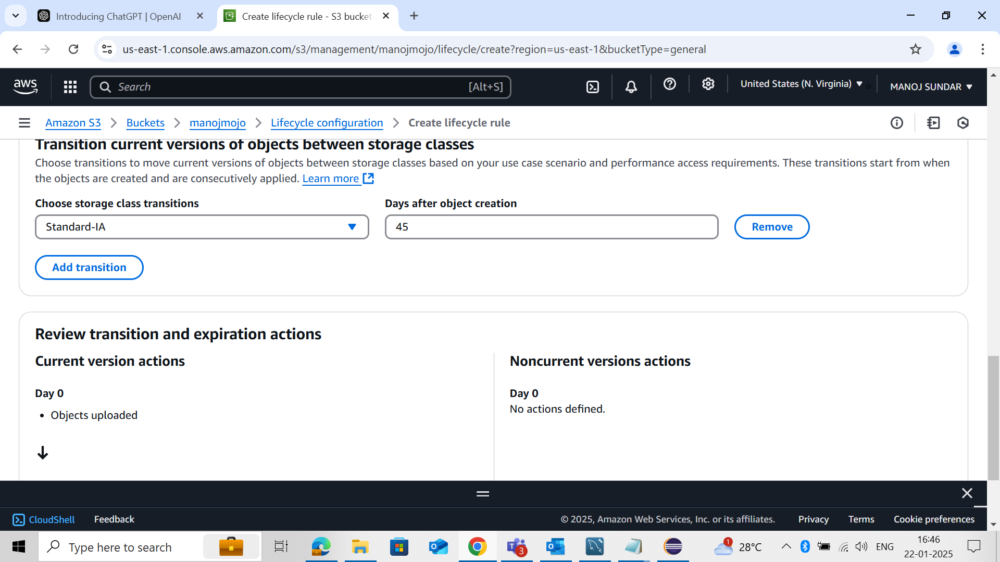 Introducing ChatGPT | OpenAI
Create lifecycle rule - S3 bucket
us-east-1.console.aws.amazon.com/s3/management/manojmojo/lifecycle/create?region=us-east-1&bucketType=general
aws
Search
[Alt+S]
United States (N. Virginia)
MANOJ SUNDAR
Amazon S3
Buckets
manojmojo
Lifecycle configuration
Create lifecycle rule
Transition current versions of objects between storage classes
Choose transitions to move current versions of objects between storage classes based on your use case scenario and performance access requirements. These transitions start from when
the objects are created and are consecutively applied. Learn more
Choose storage class transitions
Days after object creation
Standard-IA
45
Remove
Add transition
Review transition and expiration actions
Current version actions
Noncurrent versions actions
Day 0
Day 0
• Objects uploaded
No actions defined.
CloudShell
Feedback
© 2025, Amazon Web Services, Inc. or its affiliates.
Privacy
Terms
Cookie preferences
Type here to search
3
1
28°C
ENG
16:46
22-01-2025